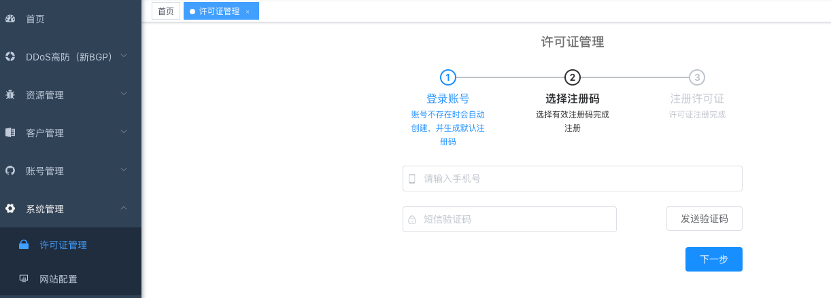 首页
DDoS高防（新BGP）
资源管理
客户管理
账号管理
系统管理
许可证管理
网站配置
首页
许可证管理 ×
许可证管理
1
登录账号
账号不存在时会自动
创建，并生成默认注
册码
2
选择注册码
选择有效注册码完成
注册
3
注册许可证
许可证注册完成
请输入手机号
短信验证码
发送验证码
下一步